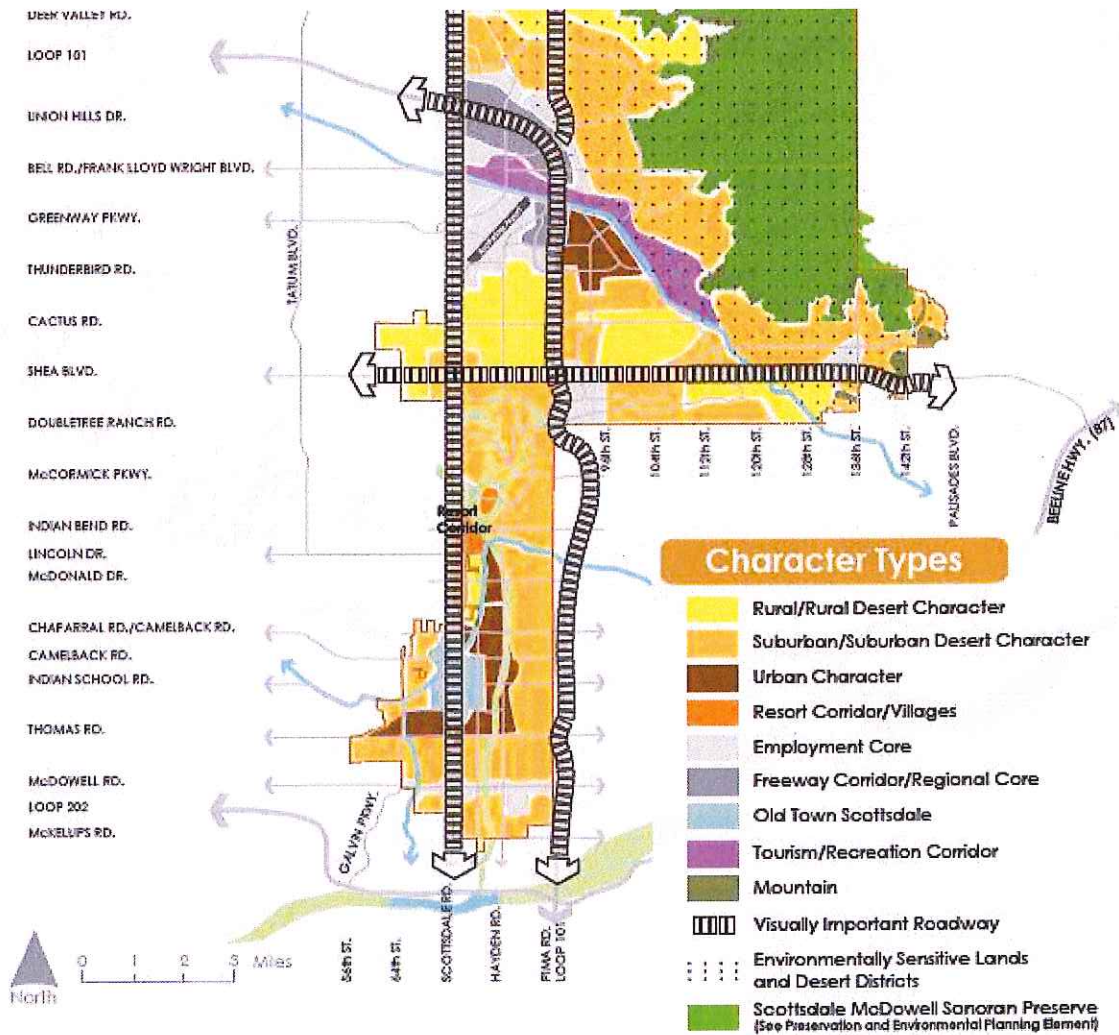 DEER VALLEY RD.
LOOP 101
UNION HILLS DR.
BELL RD./FRANK LLOYD WRIGHT BLVD.
GREENWAY PKWY.
THUNDERBIRD RD.
CACTUS RD.
SHEA BLVD.
DOUBLETREE RANCH RD.
McCORMICK PKWY.
INDIAN BEND RD.
LINCOLN DR.
McDONALD DR.
CHAPARRAL RD./CAMELBACK RD.
CAMELBACK RD.
INDIAN SCHOOL RD.
THOMAS RD.
McDOWELL RD.
LOOP 202
McKELLIPS RD.
TATUM BLVD.
Resort
Corridor
96th ST.
104th ST.
112th ST.
120th ST.
128th ST.
136th ST.
142th ST.
PALISADES BLVD.
BEELINE HWY. (87)
GALVIN PKWY.
56th ST.
64th ST.
SCOTTSDALE RD.
HAYDEN RD.
PIMA RD.
LOOP 101
North
0 1 2 3 Miles
Character Types
Rural/Rural Desert Character
Suburban/Suburban Desert Character
Urban Character
Resort Corridor/Villages
Employment Core
Freeway Corridor/Regional Core
Old Town Scottsdale
Tourism/Recreation Corridor
Mountain
Visually Important Roadway
Environmentally Sensitive Lands
and Desert Districts
Scottsdale McDowell Sonoran Preserve
(See Preservation and Environmental Planning Element)